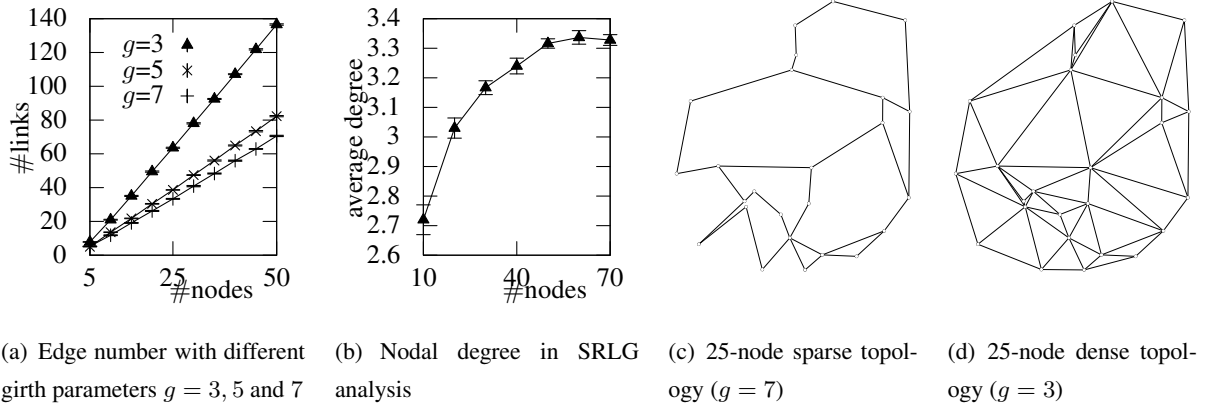 140
120
100
80
60
40
20
0
#links
g=3
g=5
g=7
5
25
50
#nodes
3.4
3.3
3.2
3.1
3
2.9
2.8
2.7
2.6
average degree
10
40
70
#nodes
(a) Edge number with different
girth parameters g = 3, 5 and 7
(b) Nodal degree in SRLG
analysis
(c) 25-node sparse topol-
ogy (g = 7)
(d) 25-node dense topol-
ogy (g = 3)